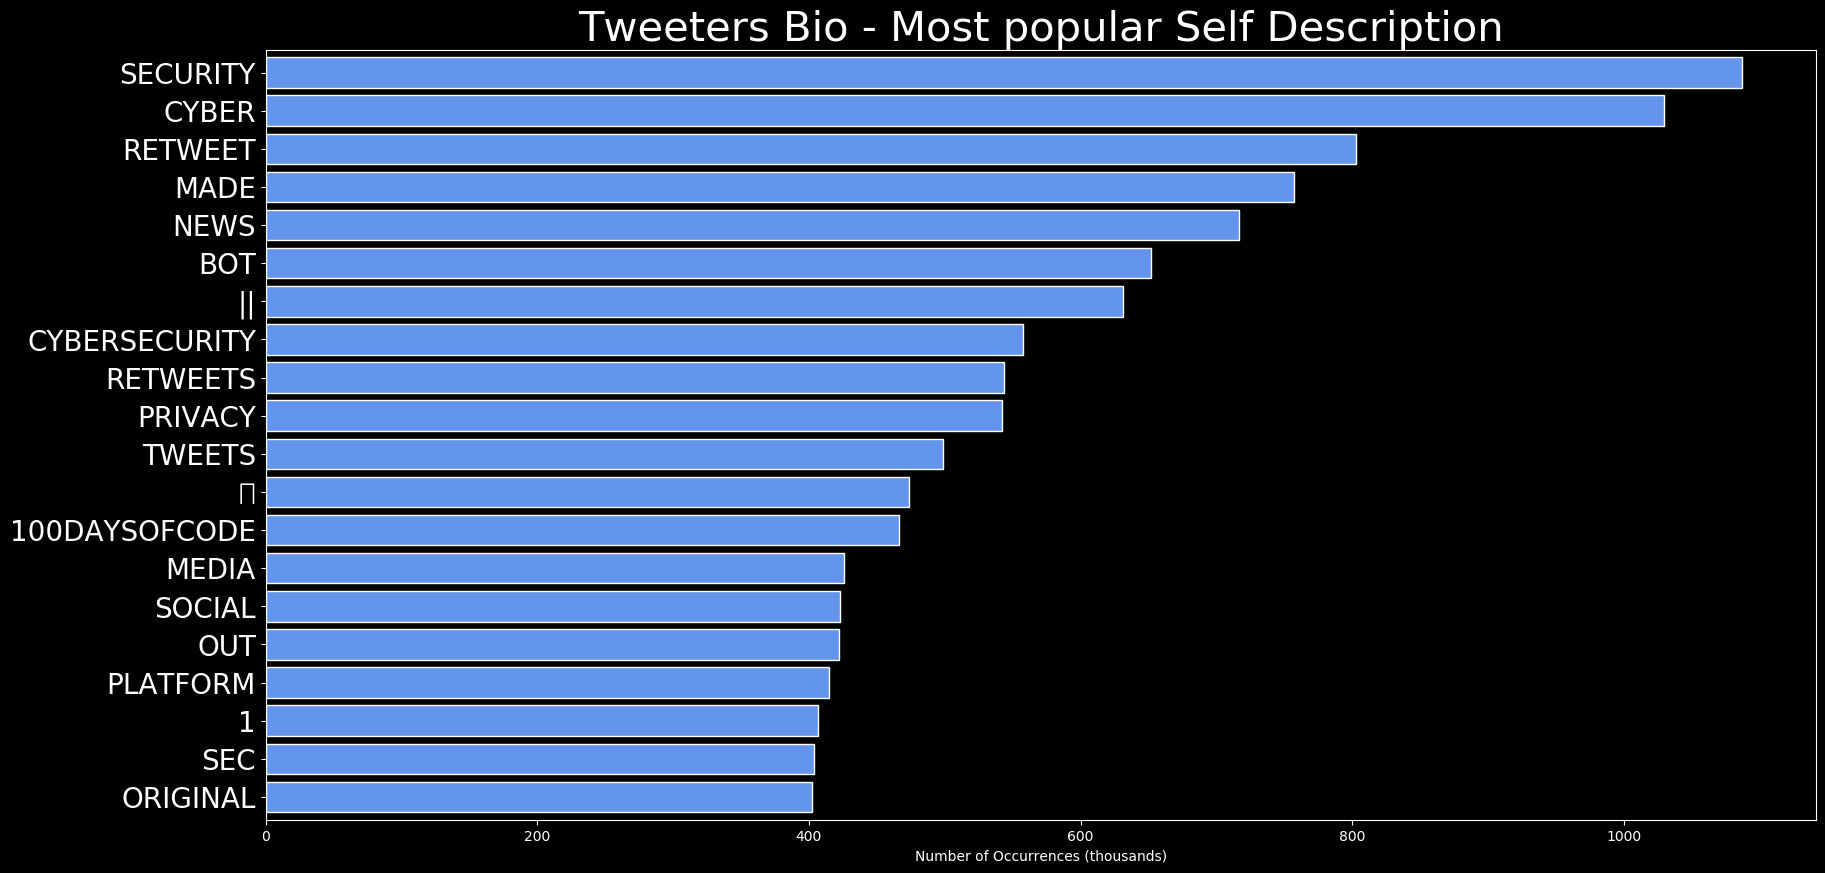 Tweeters Bio - Most popular Self Description
SECURITY
CYBER
RETWEET
MADE
NEWS
BOT
||
CYBERSECURITY
RETWEETS
PRIVACY
TWEETS
100DAYSOFCODE
MEDIA
SOCIAL
OUT
PLATFORM
1
SEC
ORIGINAL
0 200 400 600 800 1000
Number of Occurrences (thousands)